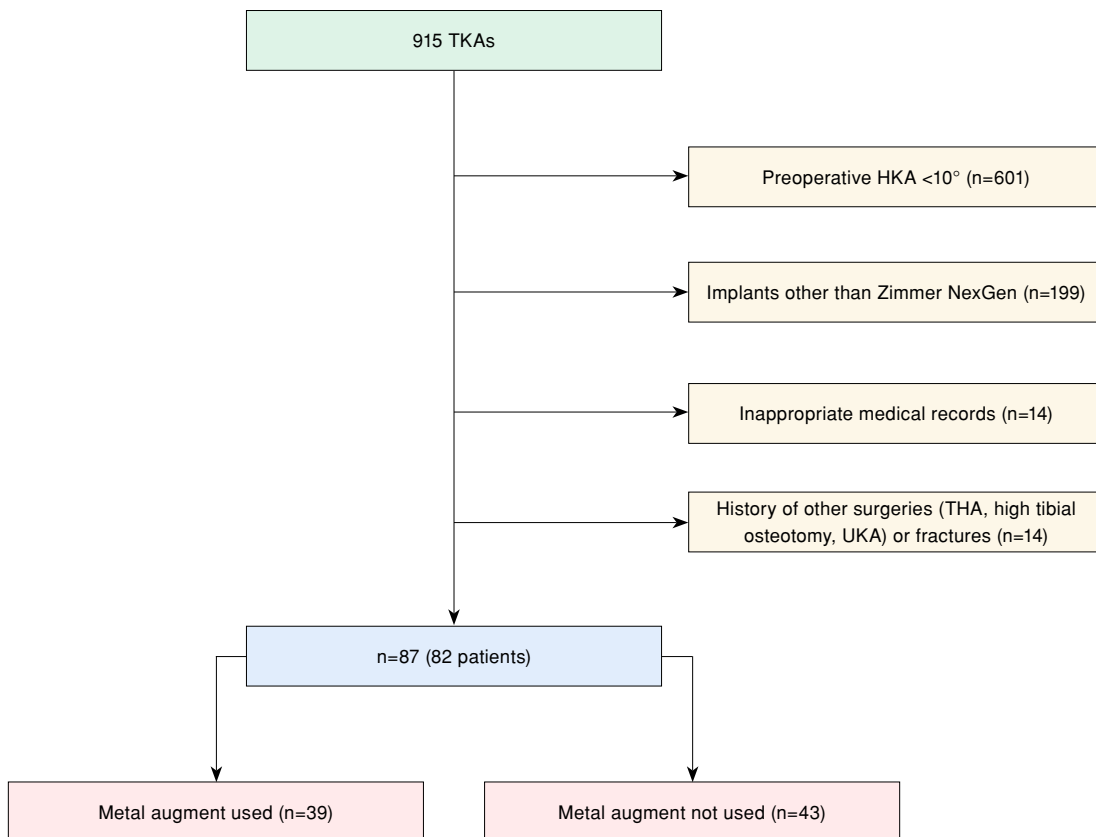 915 TKAs
Preoperative HKA <10° (n=601)
Implants other than Zimmer NexGen (n=199)
Inappropriate medical records (n=14)
History of other surgeries (THA, high tibial
osteotomy, UKA) or fractures (n=14)
n=87 (82 patients)
Metal augment used (n=39)
Metal augment not used (n=43)